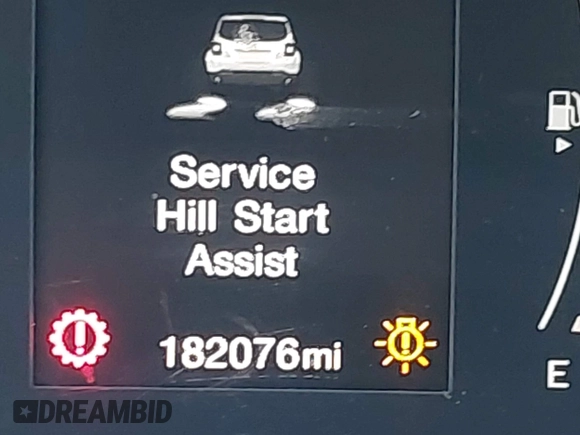 Service
Hill Start
Assist
182076mi
E
DREAMBID